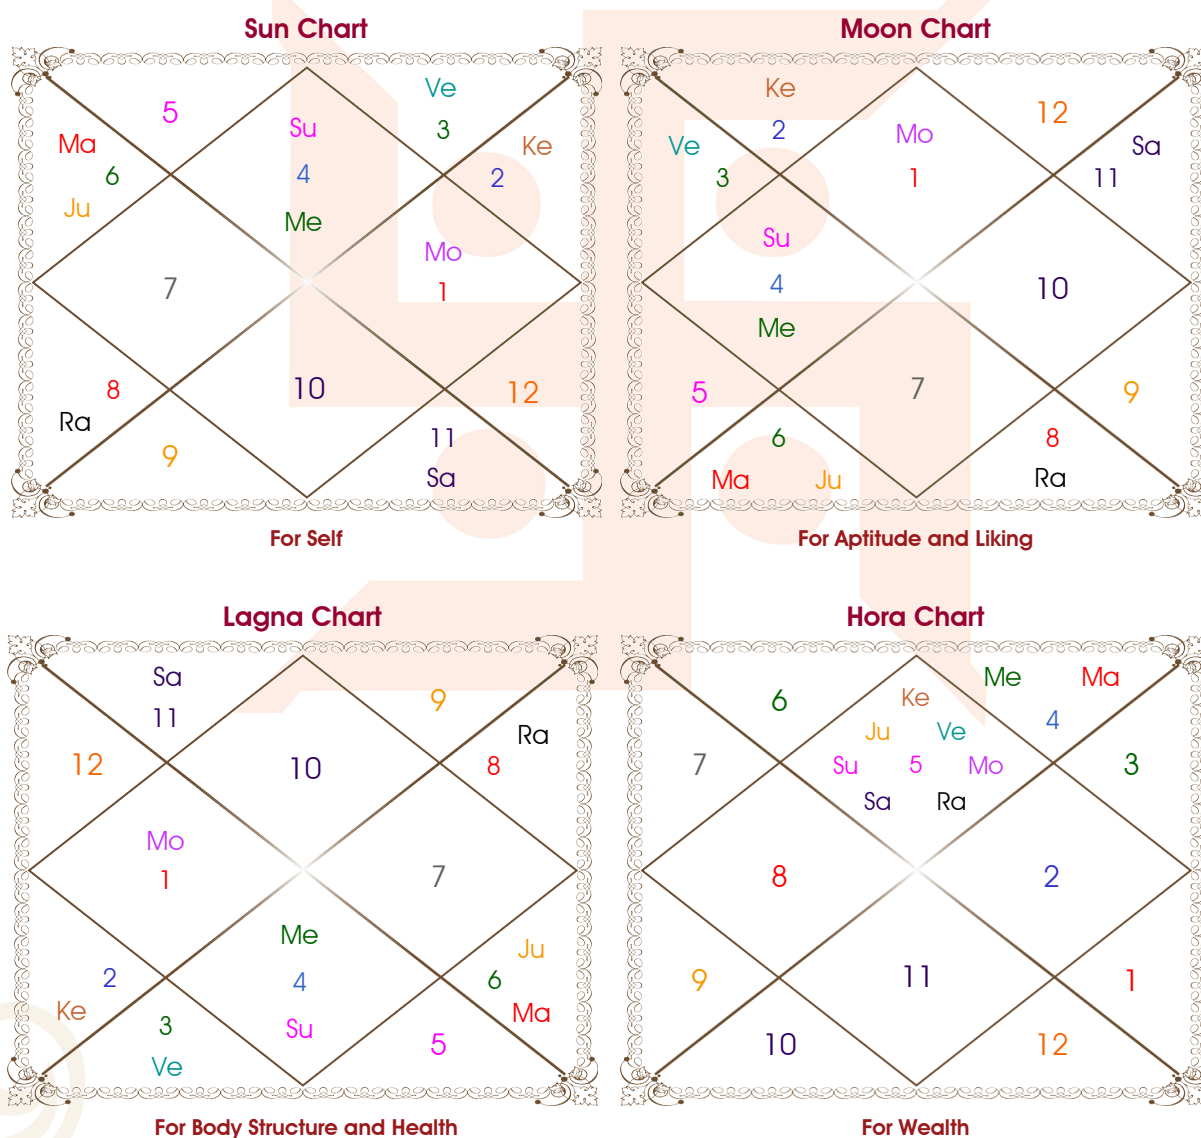 Sun Chart
5
Su
Ve
Ma
3
Ke
6
4
2
Ju
Me
Mo
7
1
8
10
12
Ra
9
11
Sa
For Self
Moon Chart
Ke
12
Ve
2
Mo
Sa
3
1
11
Su
4
10
Me
5
7
9
6
8
Ma
Ju
Ra
For Aptitude and Liking
Lagna Chart
Sa
9
11
Ra
12
10
8
Mo
1
7
Me
Ju
2
4
6
Ke
3
Su
Ma
5
Ve
For Body Structure and Health
Hora Chart
Me
Ma
6
Ke
4
Ju
Ve
7
Su
5
Mo
3
Sa
Ra
8
2
9
11
1
10
12
For Wealth